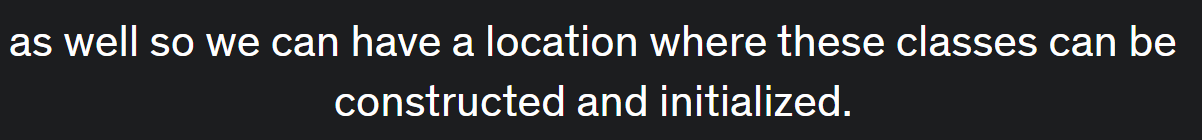 as well so we can have a location where these classes can be
constructed and initialized.